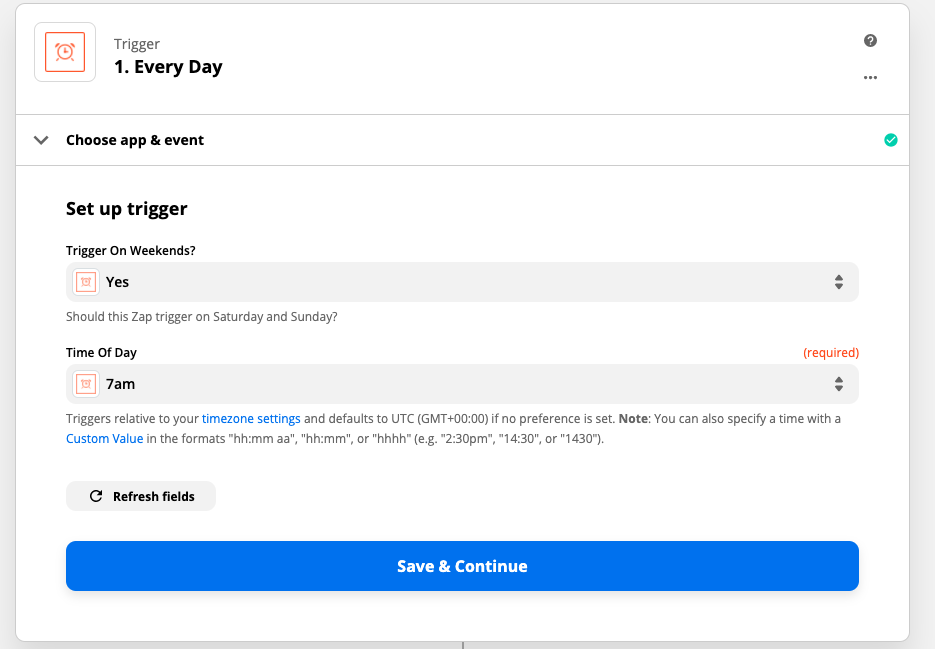 Trigger
1. Every Day
Choose app & event
Set up trigger
Trigger On Weekends?
Yes
Should this Zap trigger on Saturday and Sunday?
Time Of Day (required)
7am
Triggers relative to your timezone settings and defaults to UTC (GMT+00:00) if no preference is set. Note: You can also specify a time with a
Custom Value in the formats "hh:mm aa", "hh:mm", or "hhhh" (e.g. "2:30pm", "14:30", or "1430").
Refresh fields
Save & Continue